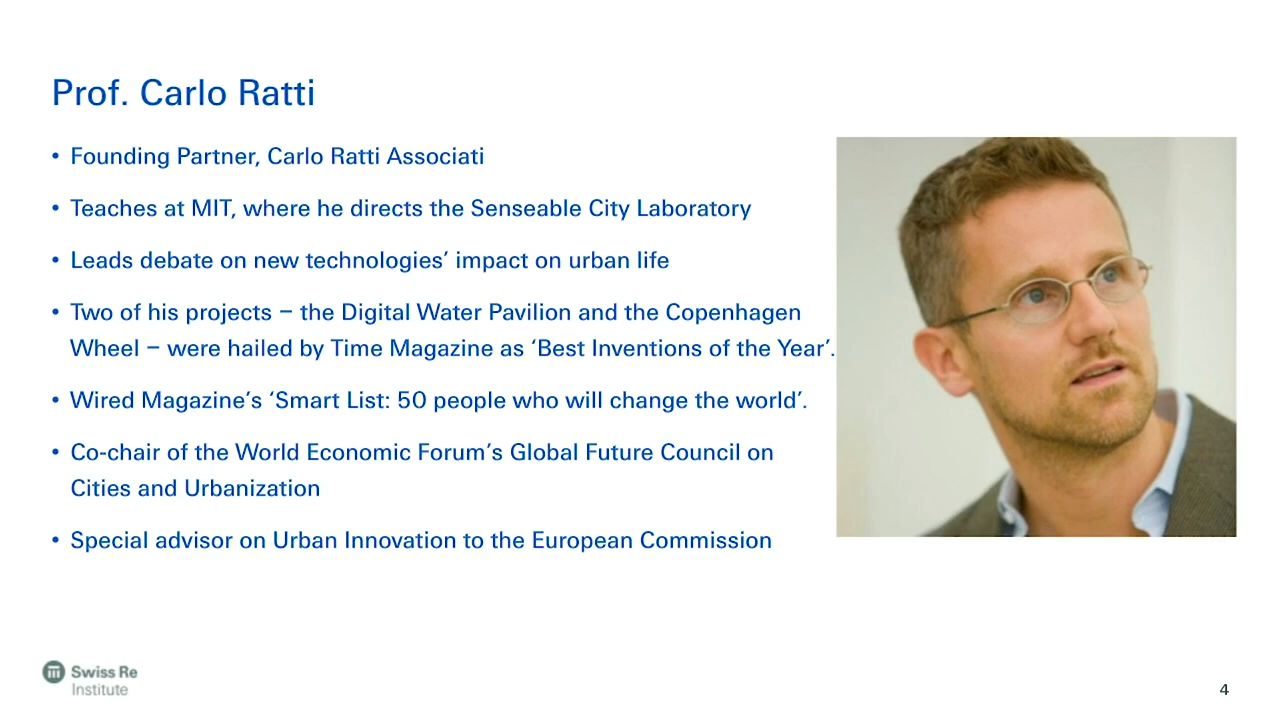 Prof. Carlo Ratti
• Founding Partner, Carlo Ratti Associati
• Teaches at MIT, where he directs the Senseable City Laboratory
• Leads debate on new technologies’ impact on urban life
• Two of his projects – the Digital Water Pavilion and the Copenhagen
Wheel – were hailed by Time Magazine as ‘Best Inventions of the Year’.
• Wired Magazine’s ‘Smart List: 50 people who will change the world’.
• Co-chair of the World Economic Forum’s Global Future Council on
Cities and Urbanization
• Special advisor on Urban Innovation to the European Commission
Swiss Re
Institute
4